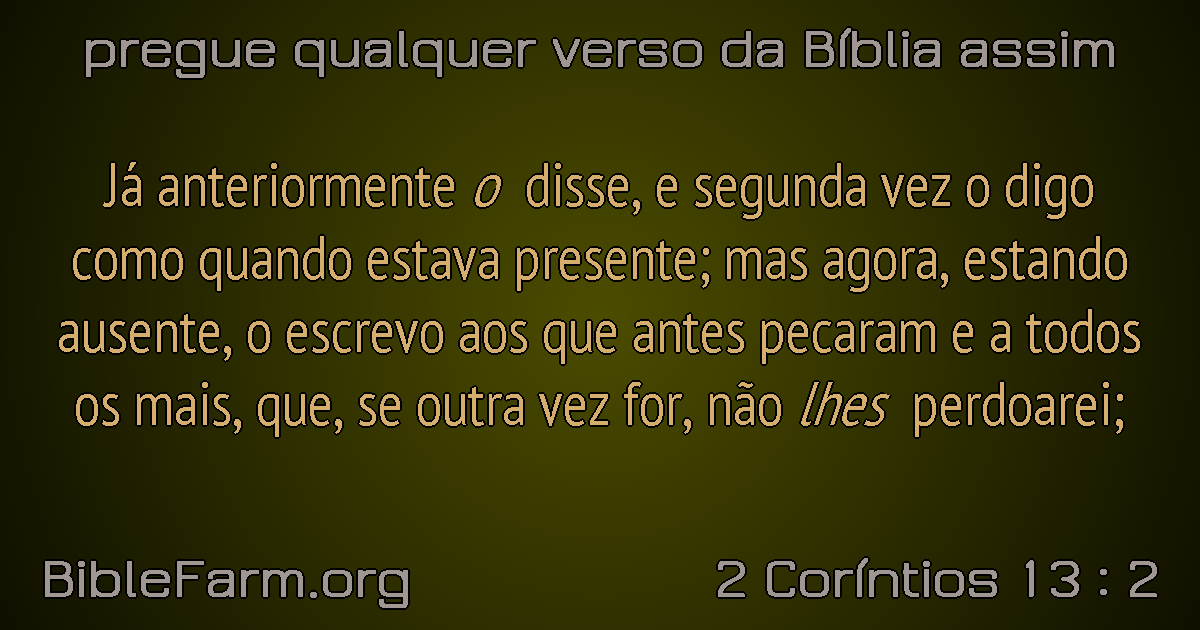 pregue qualquer verso da Bíblia assim
Já anteriormente o disse, e segunda vez o digo
como quando estava presente; mas agora, estando
ausente, o escrevo aos que antes pecaram e a todos
os mais, que, se outra vez for, não lhes perdoarei;
BibleFarm.org
2 Coríntios 13 : 2